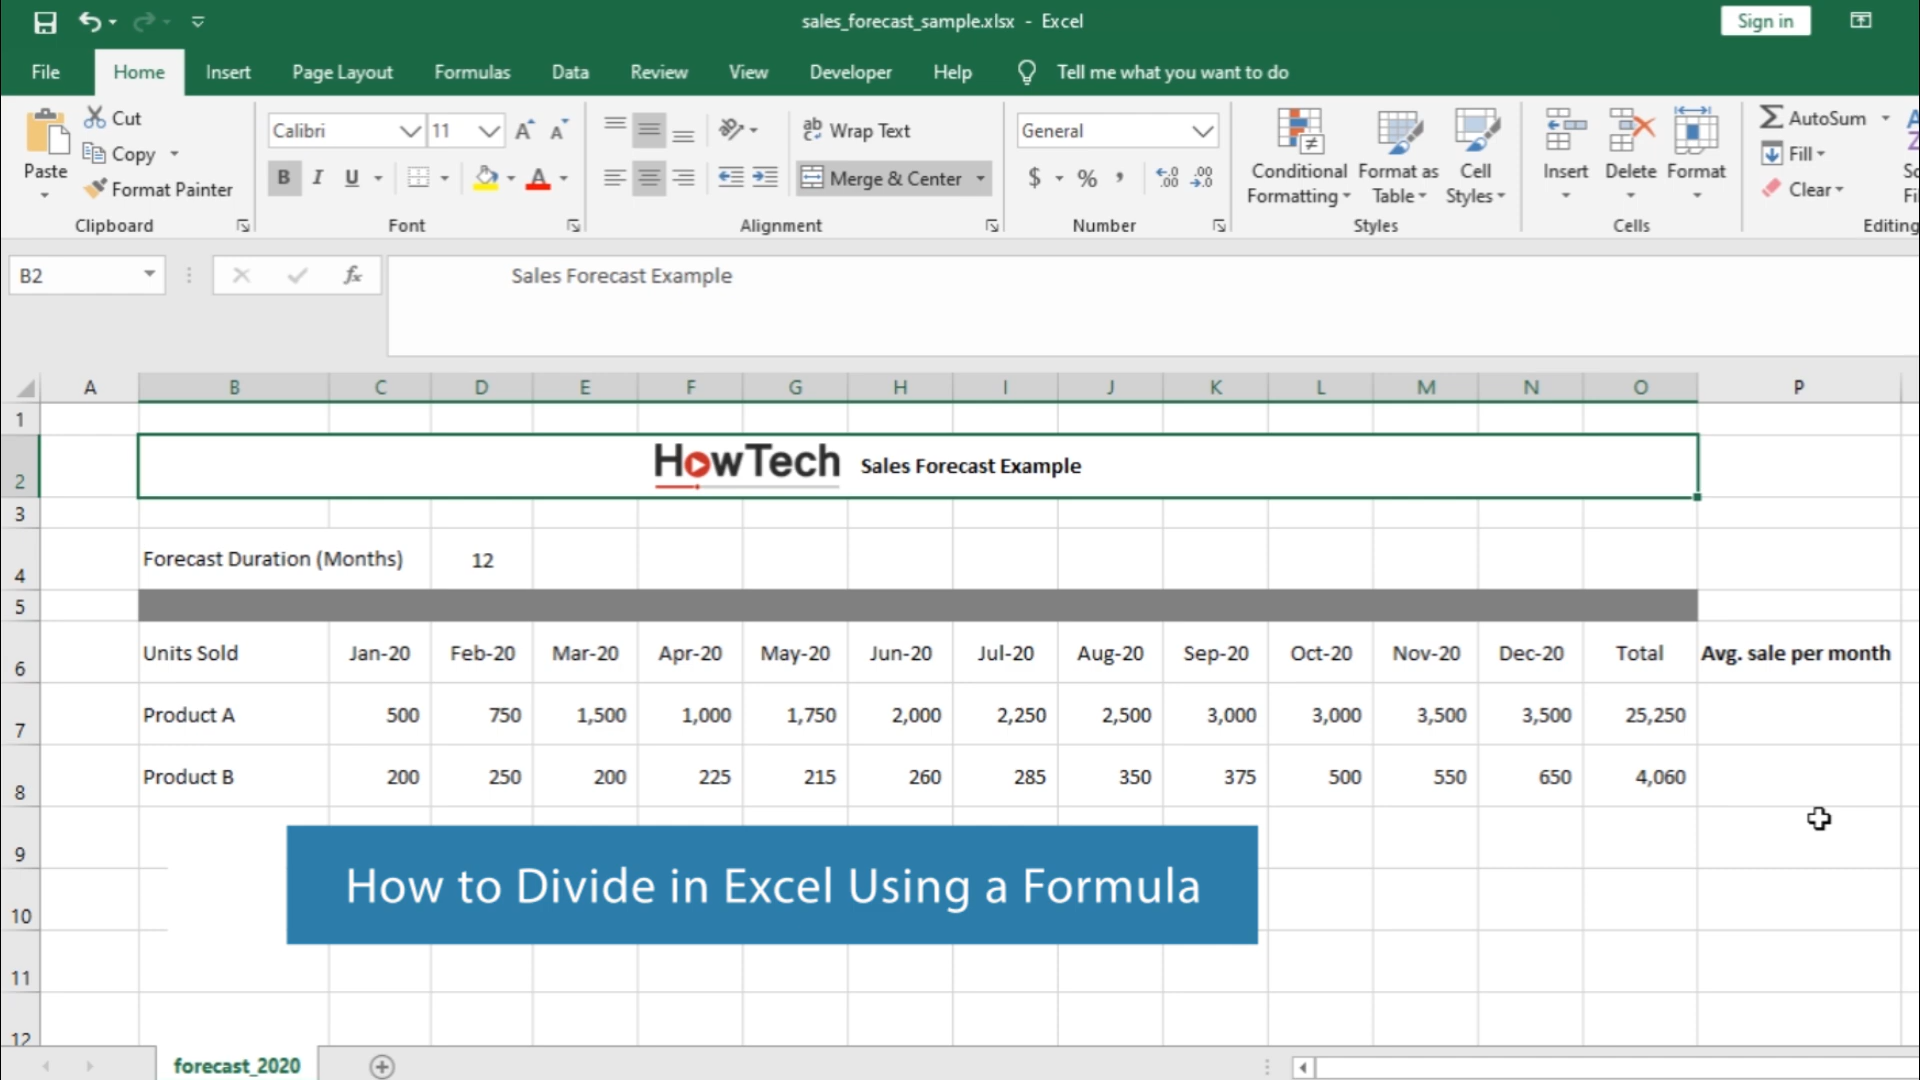 sales_forecast_sample.xlsx - Excel
Sign in
File Home Insert Page Layout Formulas Data Review View Developer Help Tell me what you want to do
Paste
Cut
Copy
Format Painter
Clipboard
Calibri 11
B I U
Font
ab Wrap Text
Merge & Center
Alignment
General
$ % ,
Number
Conditional Formatting
Format as Table
Cell Styles
Styles
Insert Delete Format
Cells
AutoSum
Fill
Clear
Editing
B2 fx Sales Forecast Example
A B C D E F G H I J K L M N O P
1
2 HowTech Sales Forecast Example
3
4 Forecast Duration (Months) 12
5
6 Units Sold Jan-20 Feb-20 Mar-20 Apr-20 May-20 Jun-20 Jul-20 Aug-20 Sep-20 Oct-20 Nov-20 Dec-20 Total Avg. sale per month
7 Product A 500 750 1,500 1,000 1,750 2,000 2,250 2,500 3,000 3,000 3,500 3,500 25,250
8 Product B 200 250 200 225 215 260 285 350 375 500 550 650 4,060
9
How to Divide in Excel Using a Formula
10
11
12
forecast_2020